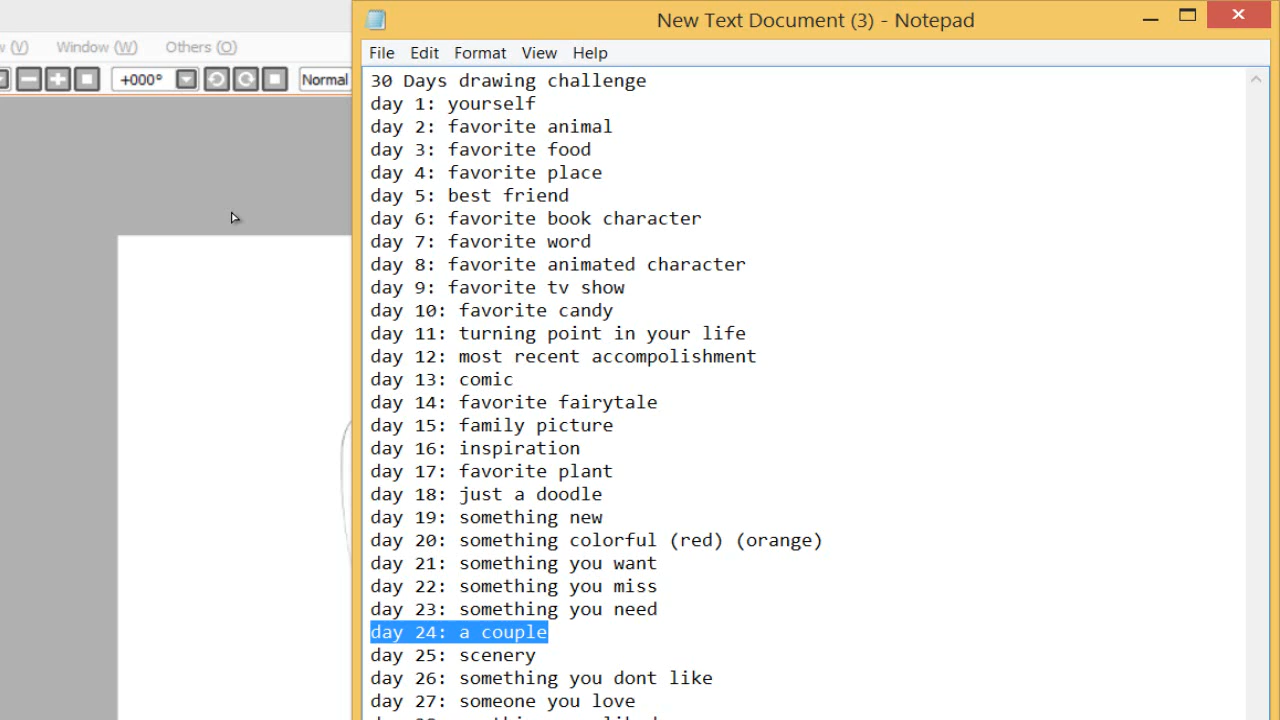 New Text Document (3) - Notepad
(V) Window (W) Others (O)
File Edit Format View Help
+000° Normal
30 Days drawing challenge
day 1: yourself
day 2: favorite animal
day 3: favorite food
day 4: favorite place
day 5: best friend
day 6: favorite book character
day 7: favorite word
day 8: favorite animated character
day 9: favorite tv show
day 10: favorite candy
day 11: turning point in your life
day 12: most recent accompolishment
day 13: comic
day 14: favorite fairytale
day 15: family picture
day 16: inspiration
day 17: favorite plant
day 18: just a doodle
day 19: something new
day 20: something colorful (red) (orange)
day 21: something you want
day 22: something you miss
day 23: something you need
day 24: a couple
day 25: scenery
day 26: something you dont like
day 27: someone you love